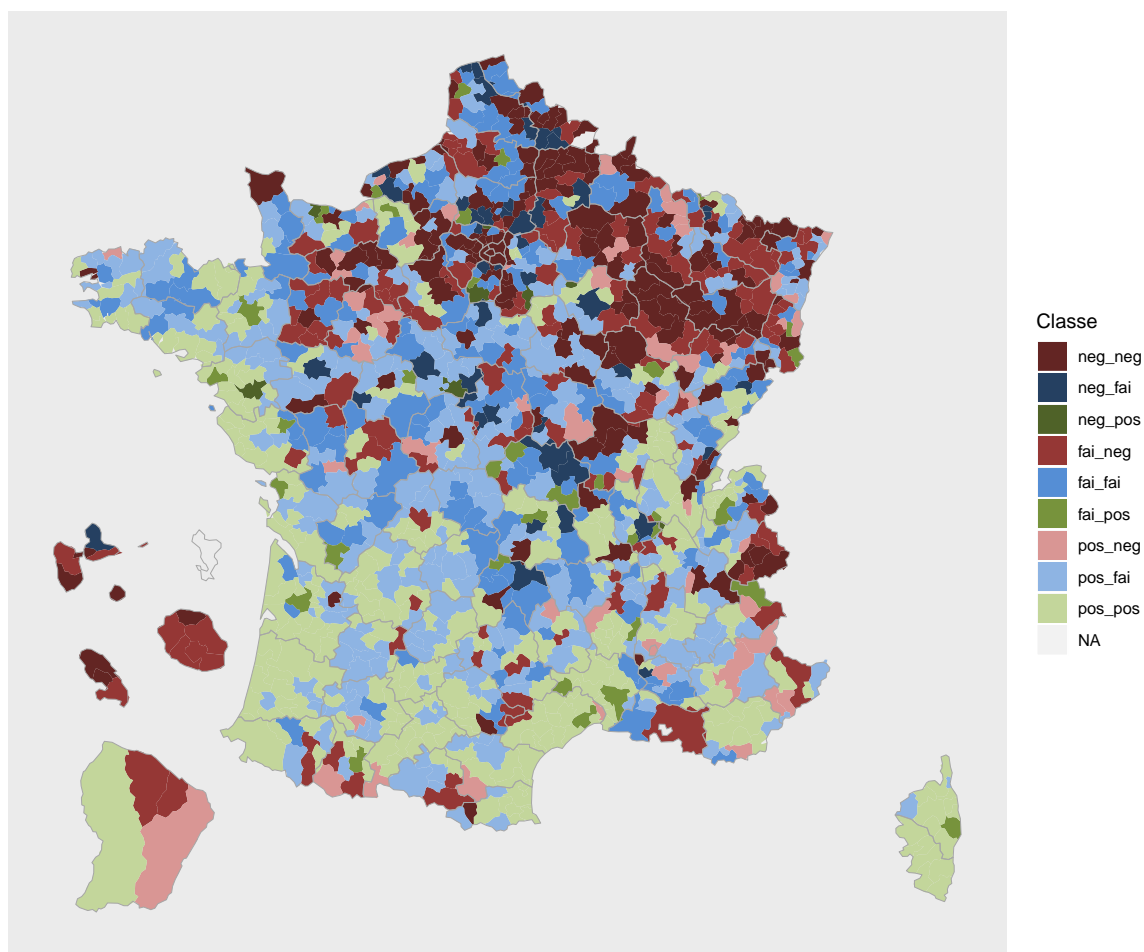 Classe
neg_neg
neg_fai
neg_pos
fai_neg
fai_fai
fai_pos
pos_neg
pos_fai
pos_pos
NA